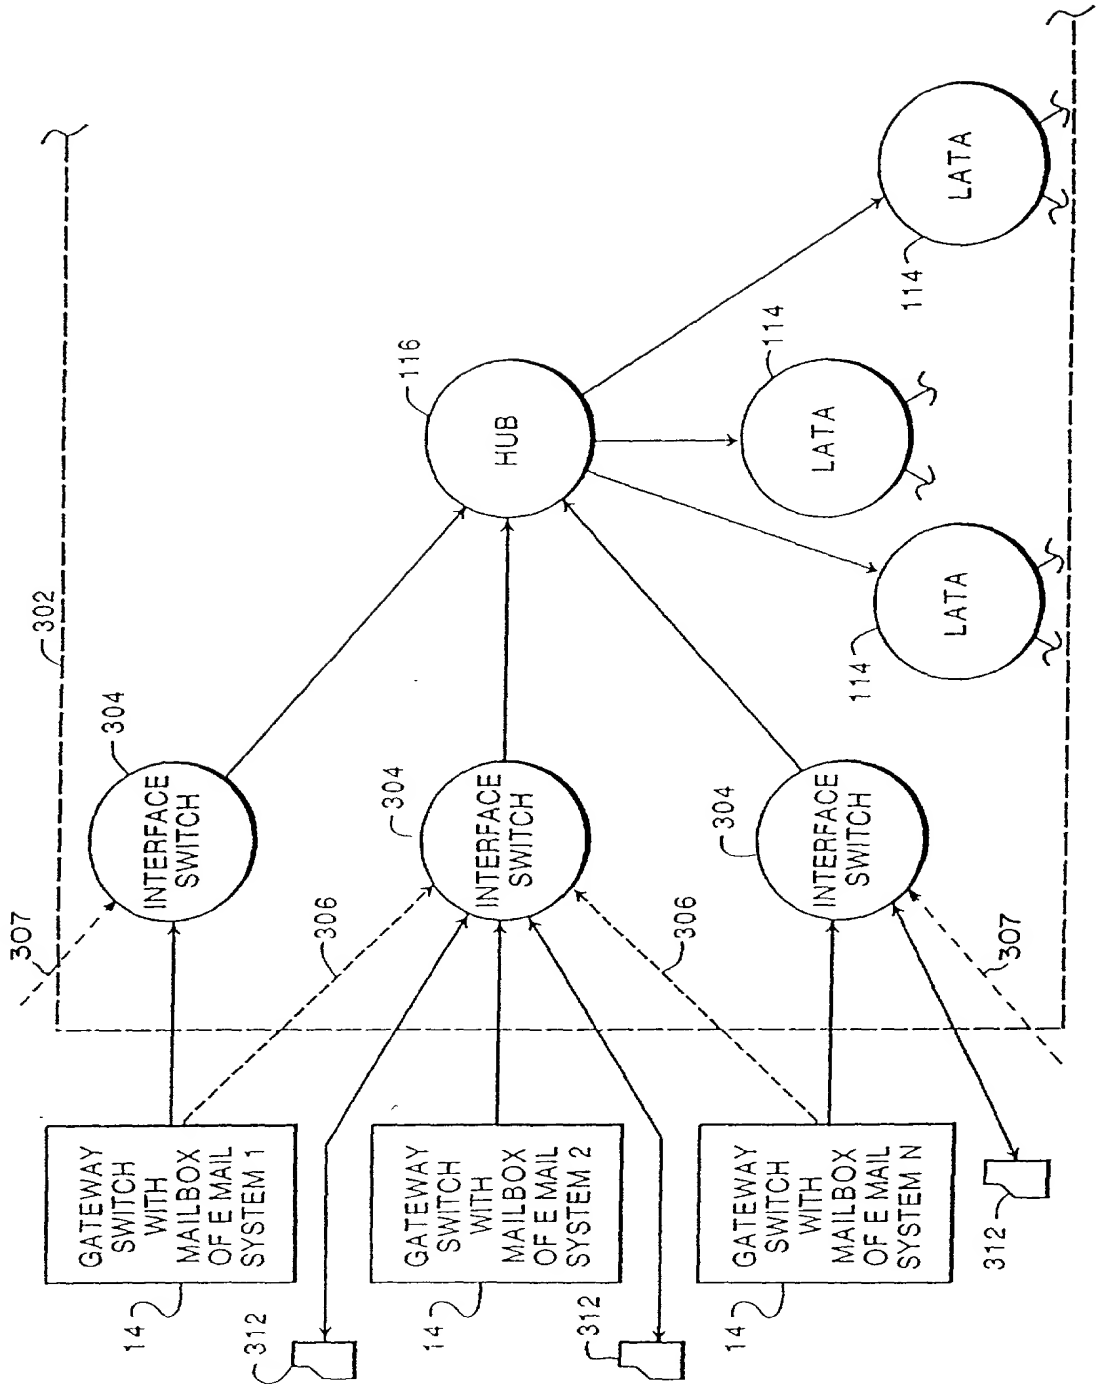 GATEWAY
SWITCH
WITH
MAILBOX
OF E MAIL
SYSTEM 1
14
312
GATEWAY
SWITCH
WITH
MAILBOX
OF E MAIL
SYSTEM 2
14
312
GATEWAY
SWITCH
WITH
MAILBOX
OF E MAIL
SYSTEM N
14
312
307
306
306
307
INTERFACE
SWITCH
304
INTERFACE
SWITCH
304
INTERFACE
SWITCH
304
302
HUB
116
LATA
114
LATA
114
LATA
114